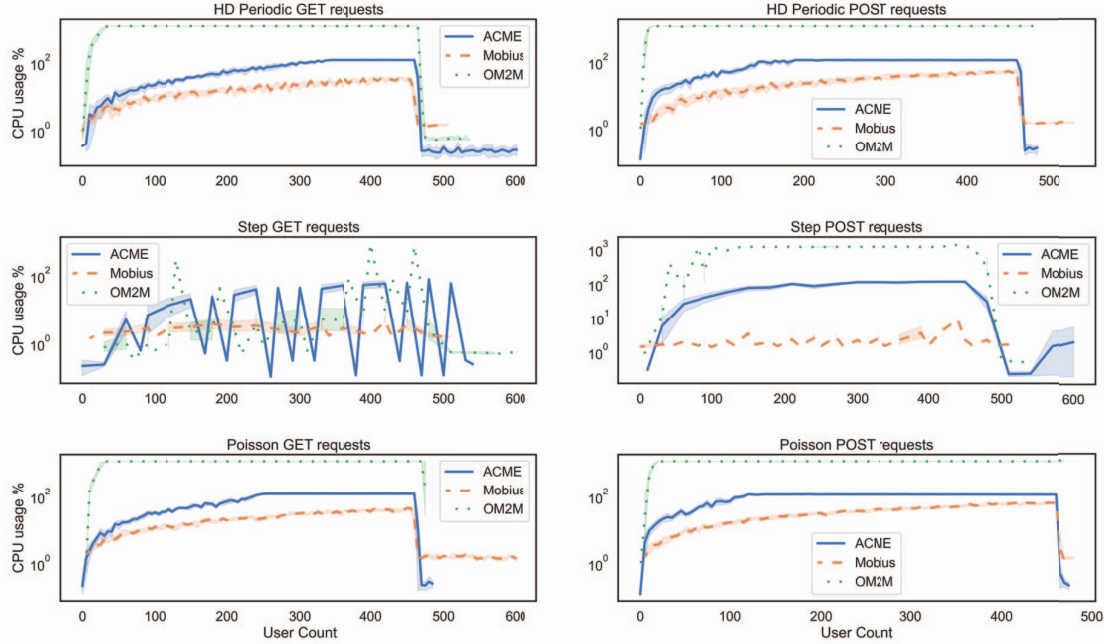 HD Periodic GET requests
CPU usage %
10²
10⁰
ACME
Mobius
OM2M
0 100 200 300 400 500 600
HD Periodic POST requests
10²
10⁰
ACNE
Mobius
OM2M
0 100 200 300 400 500
Step GET requests
CPU usage %
10²
10⁰
ACME
Mobius
OM2M
0 100 200 300 400 500 600
Step POST requests
10³
10²
10¹
10⁰
ACME
Mobius
OM2M
0 100 200 300 400 500 600
Poisson GET requests
CPU usage %
10²
10⁰
ACME
Mobius
OM2M
0 100 200 300 400 500 600
User Count
Poisson POST requests
10²
10⁰
ACNE
Mobius
OM2M
0 100 200 300 400 500
User Count